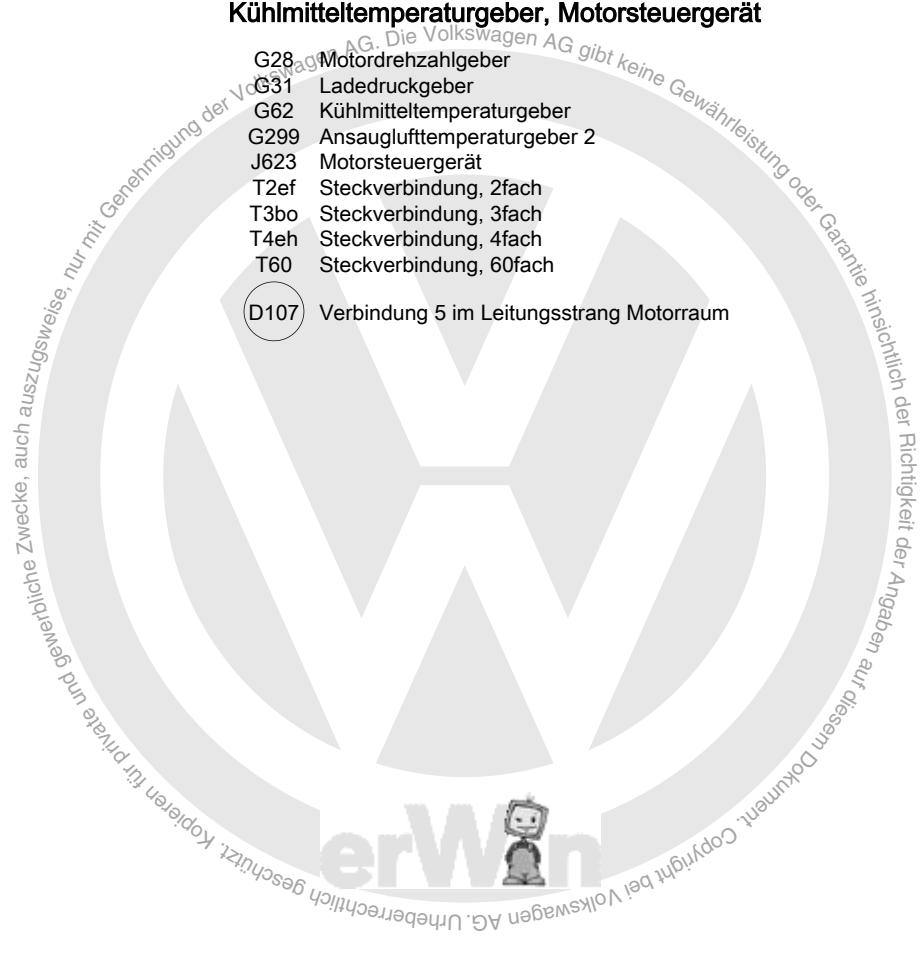 Kühlmitteltemperaturgeber, Motorsteuergerät
G28 Motordrehzahlgeber
G31 Ladedruckgeber
G62 Kühlmitteltemperaturgeber
G299 Ansauglufttemperaturgeber 2
J623 Motorsteuergerät
T2ef Steckverbindung, 2fach
T3bo Steckverbindung, 3fach
T4eh Steckverbindung, 4fach
T60 Steckverbindung, 60fach
D107 Verbindung 5 im Leitungsstrang Motorraum
erWin
Urheberrechtlich geschützt. Kopieren für private und gewerbliche Zwecke, auch auszugsweise, nur mit Genehmigung der Volkswagen AG. Die Volkswagen AG gibt keine Gewährleistung oder Garantie hinsichtlich der Richtigkeit der Angaben auf diesem Dokument. Copyright bei Volkswagen AG.